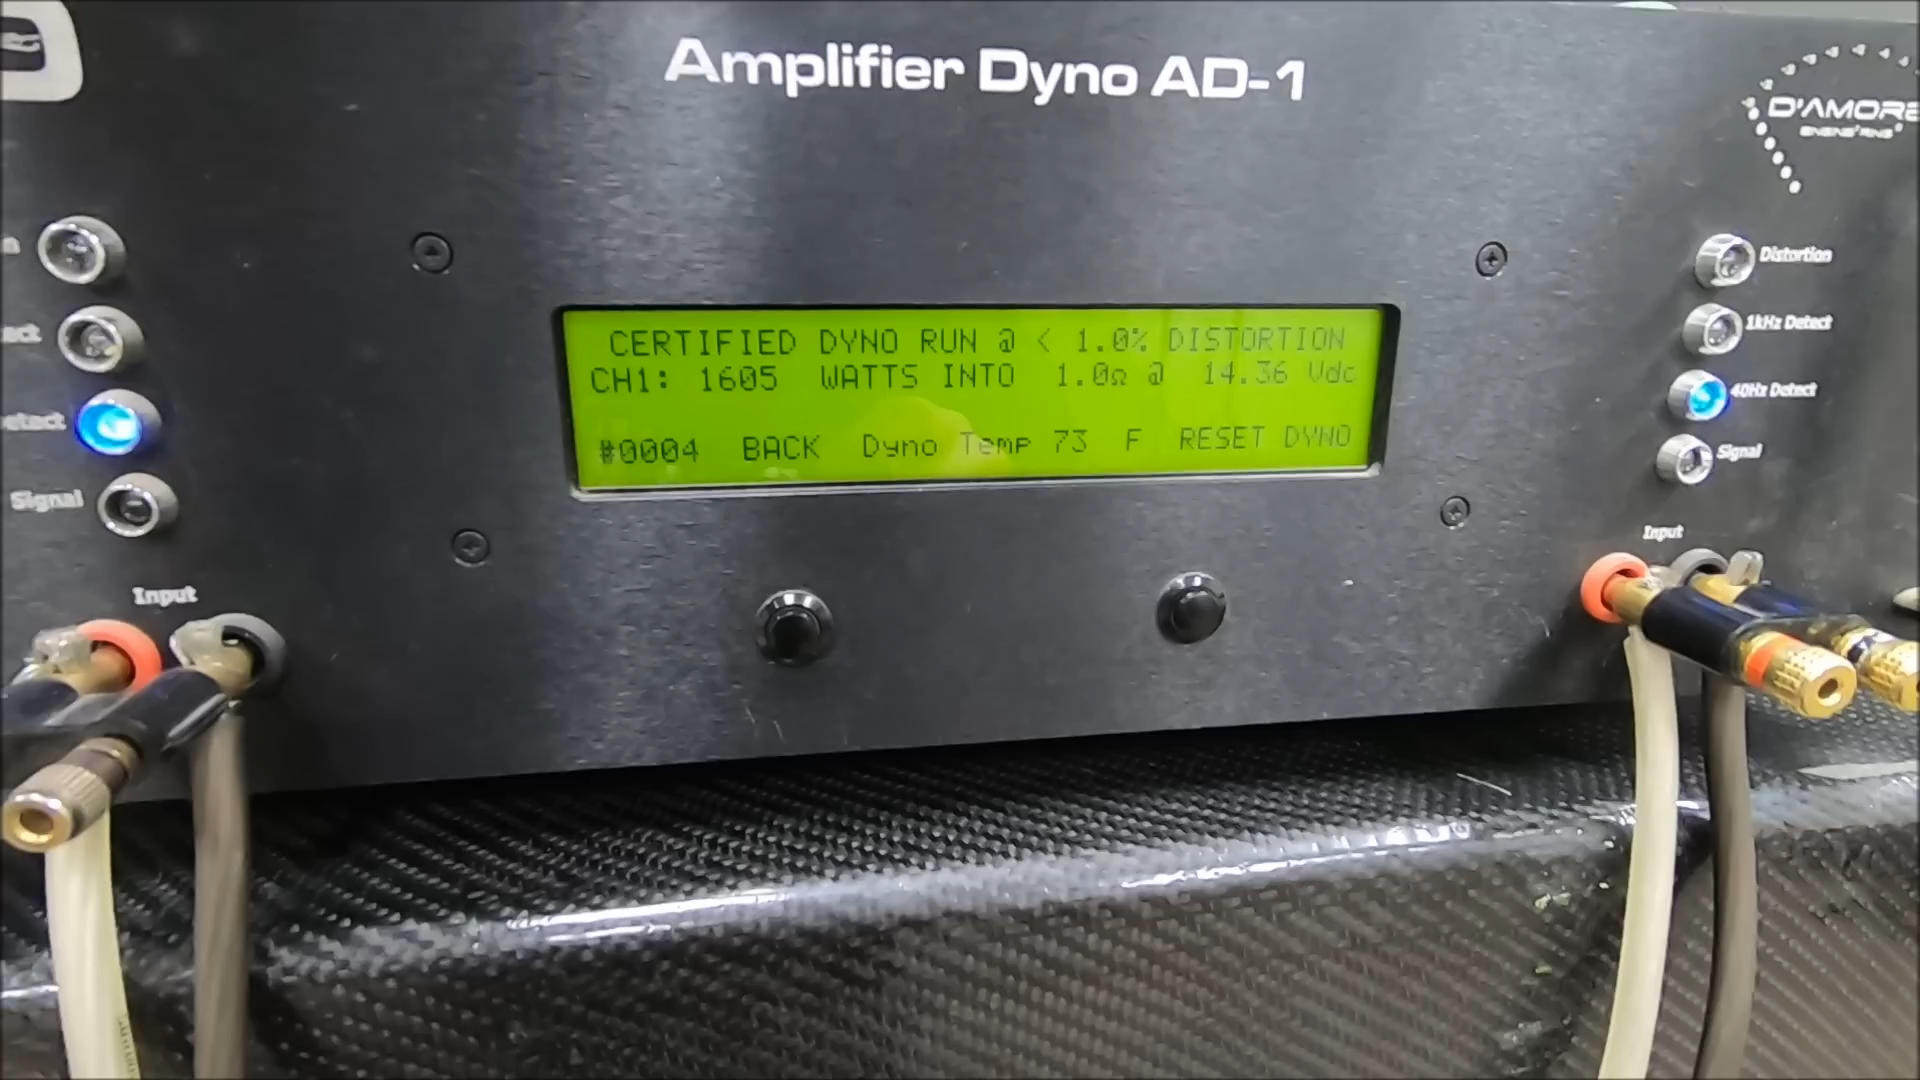 Amplifier Dyno AD-1
D'AMORE
ENGINEERING
CERTIFIED DYNO RUN @ < 1.0% DISTORTION
CH1: 1605 WATTS INTO 1.0Ω @ 14.36 Vdc
#0004 BACK Dyno Temp 73 F RESET DYNO
Signal
Input
Distortion
1kHz Detect
40Hz Detect
Signal
Input